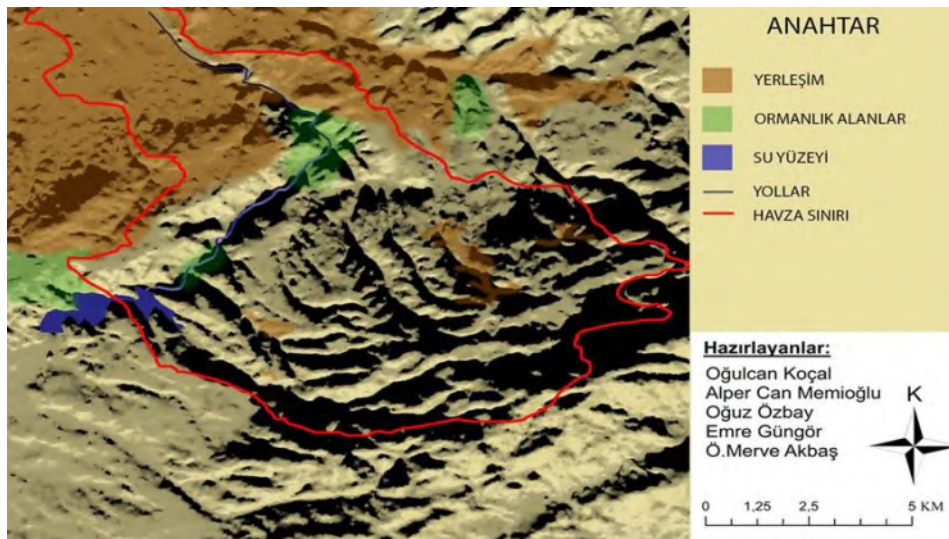 ANAHTAR
YERLEŞİM
ORMANLIK ALANLAR
SU YÜZEYİ
YOLLAR
HAVZA SINIRI
Hazırlayanlar:
Oğulcan Koçal
Alper Can Memioğlu
Oğuz Özbay
Emre Güngör
Ö.Merve Akbaş
K
0 1,25 2,5 5 KM